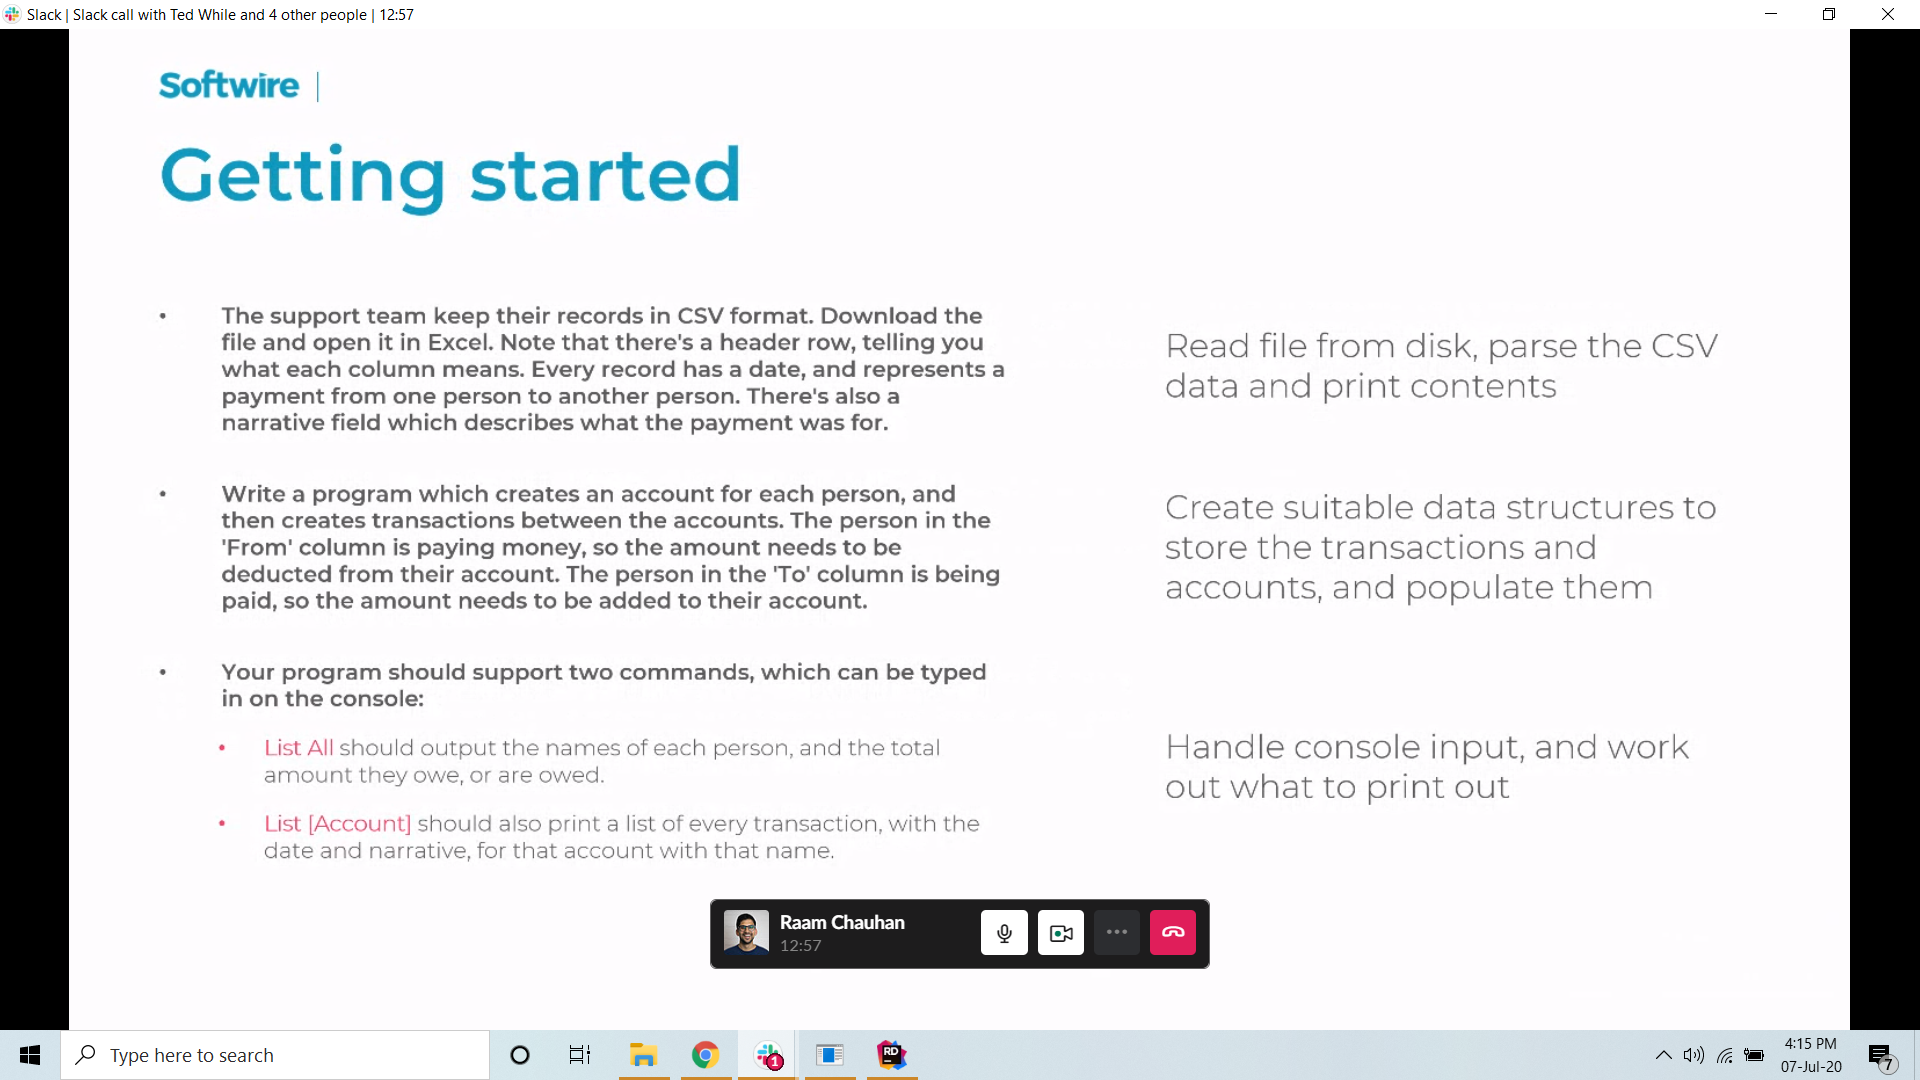 Slack | Slack call with Ted While and 4 other people | 12:57
Softwire
Getting started
• The support team keep their records in CSV format. Download the
file and open it in Excel. Note that there's a header row, telling you
what each column means. Every record has a date, and represents a
payment from one person to another person. There's also a
narrative field which describes what the payment was for.
Read file from disk, parse the CSV
data and print contents
• Write a program which creates an account for each person, and
then creates transactions between the accounts. The person in the
'From' column is paying money, so the amount needs to be
deducted from their account. The person in the 'To' column is being
paid, so the amount needs to be added to their account.
Create suitable data structures to
store the transactions and
accounts, and populate them
• Your program should support two commands, which can be typed
in on the console:
• List All should output the names of each person, and the total
amount they owe, or are owed.
• List [Account] should also print a list of every transaction, with the
date and narrative, for that account with that name.
Handle console input, and work
out what to print out
Raam Chauhan
12:57
Type here to search
1
RD
4:15 PM
07-Jul-20
7